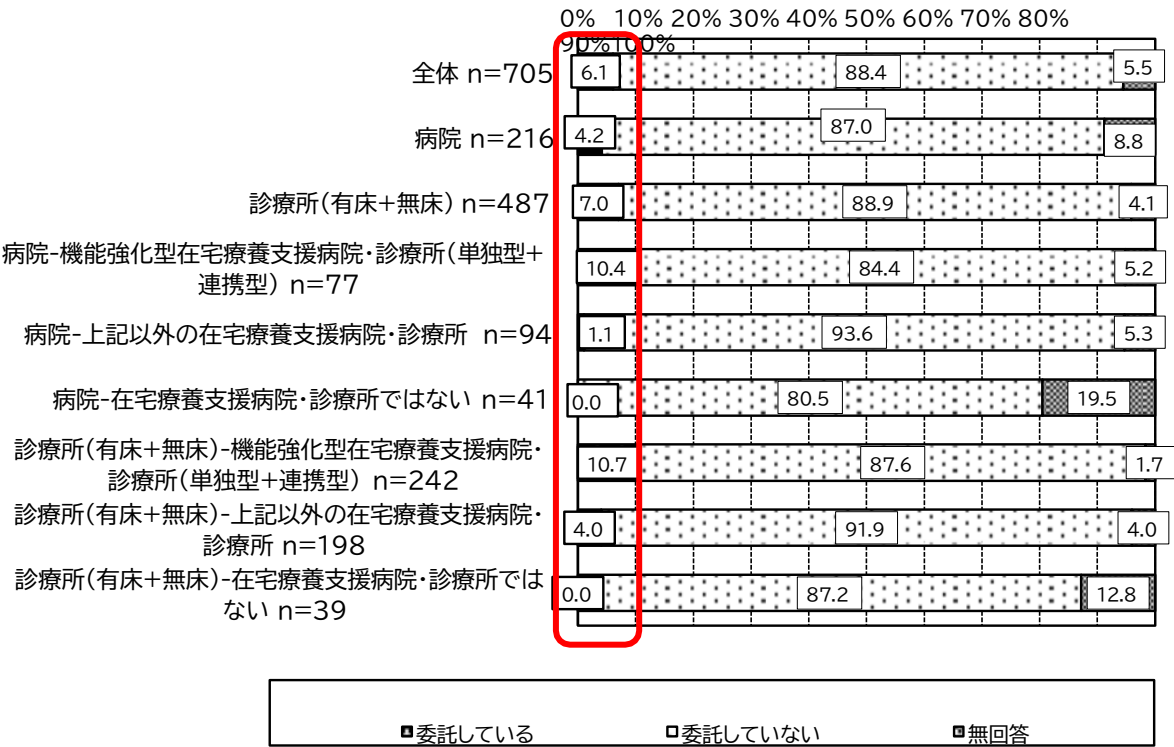 0% 10% 20% 30% 40% 50% 60% 70% 80%
90% 100%
全体 n=705 6.1 88.4 5.5
病院 n=216 4.2 87.0 8.8
診療所(有床+無床) n=487 7.0 88.9 4.1
病院-機能強化型在宅療養支援病院・診療所(単独型+
連携型) n=77 10.4 84.4 5.2
病院-上記以外の在宅療養支援病院・診療所 n=94 1.1 93.6 5.3
病院-在宅療養支援病院・診療所ではない n=41 0.0 80.5 19.5
診療所(有床+無床)-機能強化型在宅療養支援病院・
診療所(単独型+連携型) n=242 10.7 87.6 1.7
診療所(有床+無床)-上記以外の在宅療養支援病院・
診療所 n=198 4.0 91.9 4.0
診療所(有床+無床)-在宅療養支援病院・診療所では
ない n=39 0.0 87.2 12.8
委託している 委託していない 無回答